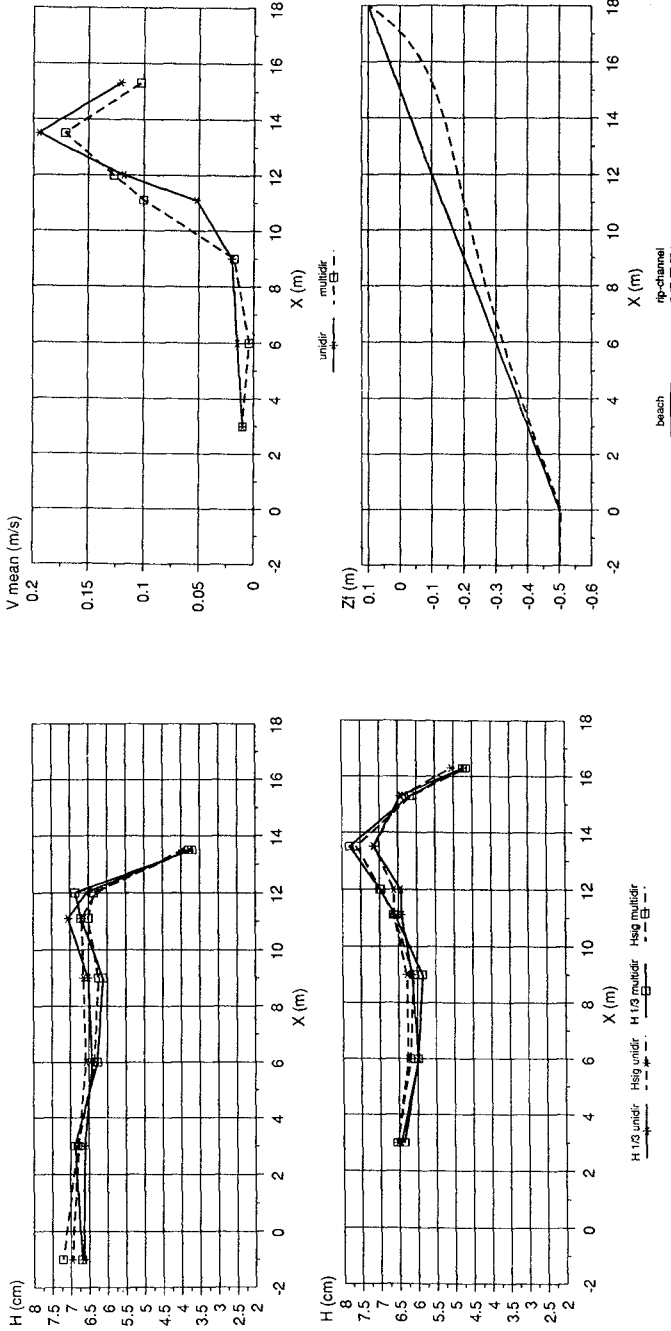 H (cm)
8
7.5
7
6.5
6
5.5
5
4.5
4
3.5
3
2.5
2
-2 0 2 4 6 8 10 12 14 16 18
X (m)
V mean (m/s)
0.2
0.15
0.1
0.05
0
-2 0 2 4 6 8 10 12 14 16 18
X (m)
unidir multidir
H (cm)
8
7.5
7
6.5
6
5.5
5
4.5
4
3.5
3
2.5
2
-2 0 2 4 6 8 10 12 14 16 18
X (m)
H 1/3 unidir Hsig unidir H 1/3 multidir Hsig multidir
Zf (m)
0.1
0
-0.1
-0.2
-0.3
-0.4
-0.5
-0.6
-2 0 2 4 6 8 10 12 14 16 18
X (m)
beach rip-channel